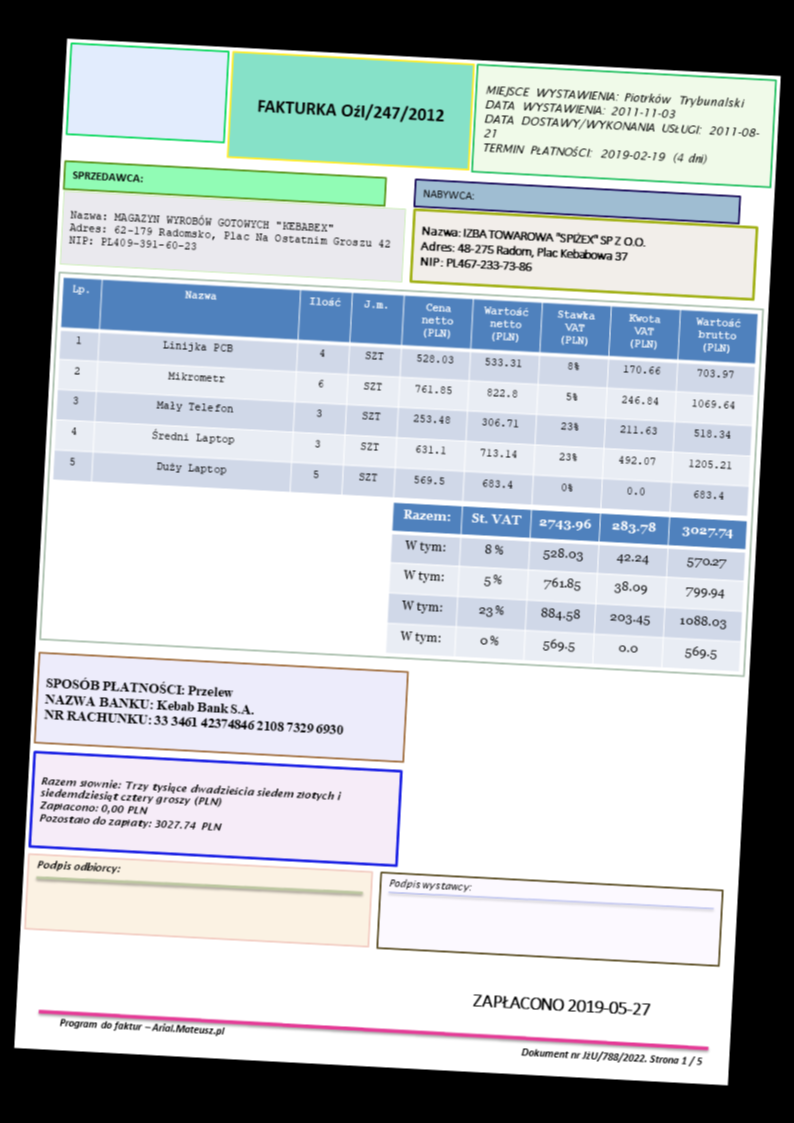 FAKTURKA Oźl/247/2012
MIEJSCE WYSTAWIENIA: Piotrków Trybunalski
DATA WYSTAWIENIA: 2011-11-03
DATA DOSTAWY/WYKONANIA USŁUGI: 2011-08-
21
TERMIN PŁATNOŚCI: 2019-02-19 (4 dni)
SPRZEDAWCA:
Nazwa: MAGAZYN WYROBÓW GOTOWYCH "KEBABEX"
Adres: 62-179 Radomsko, Plac Na Ostatnim Groszu 42
NIP: PL409-391-60-23
NABYWCA:
Nazwa: IZBA TOWAROWA "SPIŻEX" SP Z O.O.
Adres: 48-275 Radom, Plac Kebabowa 37
NIP: PL467-233-73-86
Lp. Nazwa Ilość J.m. Cena netto (PLN) Wartość netto (PLN) Stawka VAT (PLN) Kwota VAT (PLN) Wartość brutto (PLN)
1 Linijka PCB 4 SZT 528.03 533.31 8% 170.66 703.97
2 Mikrometr 6 SZT 761.85 822.8 5% 246.84 1069.64
3 Mały Telefon 3 SZT 253.48 306.71 23% 211.63 518.34
4 Średni Laptop 3 SZT 631.1 713.14 23% 492.07 1205.21
5 Duży Laptop 5 SZT 569.5 683.4 0% 0.0 683.4
Razem: St. VAT 2743.96 283.78 3027.74
W tym: 8 % 528.03 42.24 570.27
W tym: 5 % 761.85 38.09 799.94
W tym: 23 % 884.58 203.45 1088.03
W tym: 0 % 569.5 0.0 569.5
SPOSÓB PŁATNOŚCI: Przelew
NAZWA BANKU: Kebab Bank S.A.
NR RACHUNKU: 33 3461 42374846 2108 7329 6930
Razem słownie: Trzy tysiące dwadzieścia siedem złotych i
siedemdziesiąt cztery groszy (PLN)
Zapłacono: 0,00 PLN
Pozostało do zapłaty: 3027.74 PLN
Podpis odbiorcy:
Podpis wystawcy:
ZAPŁACONO 2019-05-27
Program do faktur – Arial.Mateusz.pl
Dokument nr JżU/788/2022. Strona 1 / 5